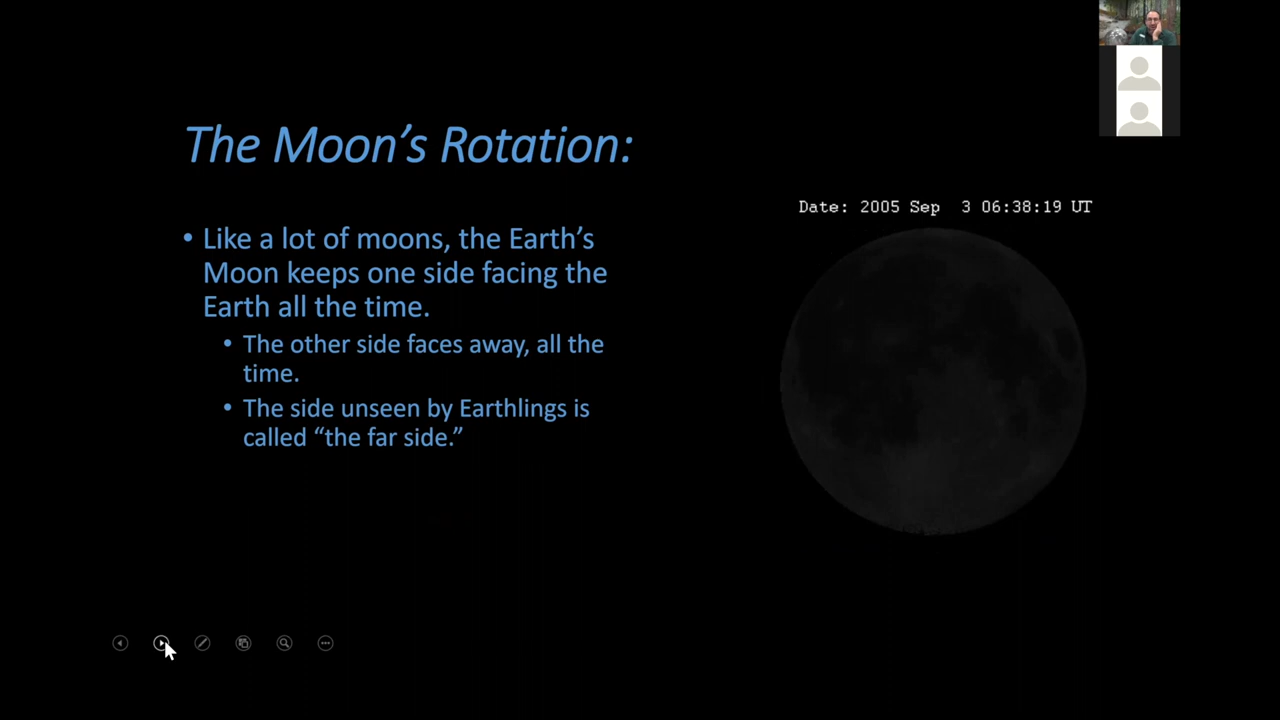 The Moon's Rotation:
Date: 2005 Sep  3 06:38:19 UT
• Like a lot of moons, the Earth's
Moon keeps one side facing the
Earth all the time.
• The other side faces away, all the
time.
• The side unseen by Earthlings is
called “the far side.”